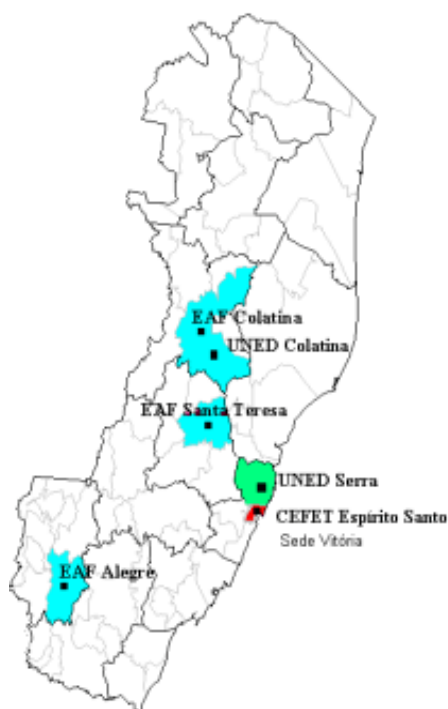 EAF Colatina
UNED Colatina
EAF Santa Teresa
UNED Serra
CEFET Espírito Santo
Sede Vitória
EAF Alegre